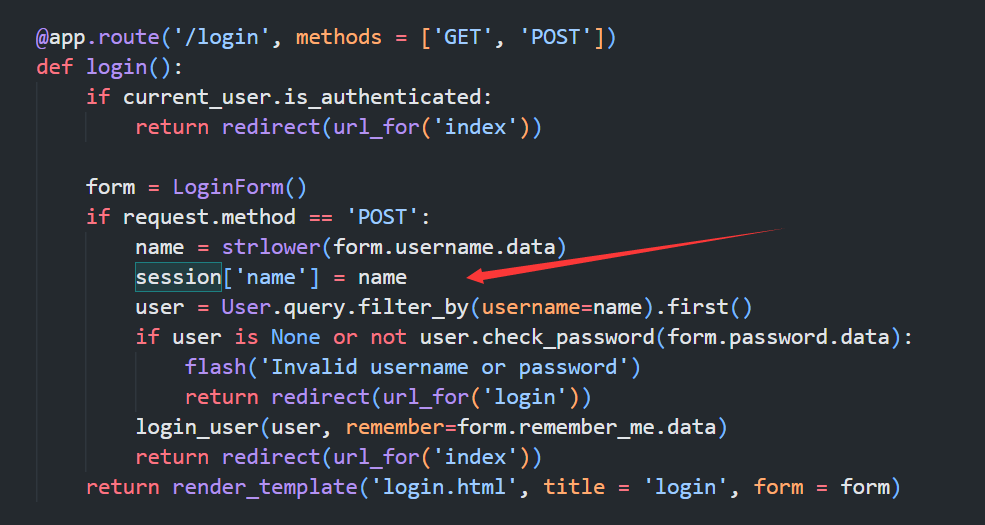 @app.route('/login', methods = ['GET', 'POST'])
def login():
    if current_user.is_authenticated:
        return redirect(url_for('index'))

    form = LoginForm()
    if request.method == 'POST':
        name = strlower(form.username.data)
        session['name'] = name
        user = User.query.filter_by(username=name).first()
        if user is None or not user.check_password(form.password.data):
            flash('Invalid username or password')
            return redirect(url_for('login'))
        login_user(user, remember=form.remember_me.data)
        return redirect(url_for('index'))
    return render_template('login.html', title = 'login', form = form)